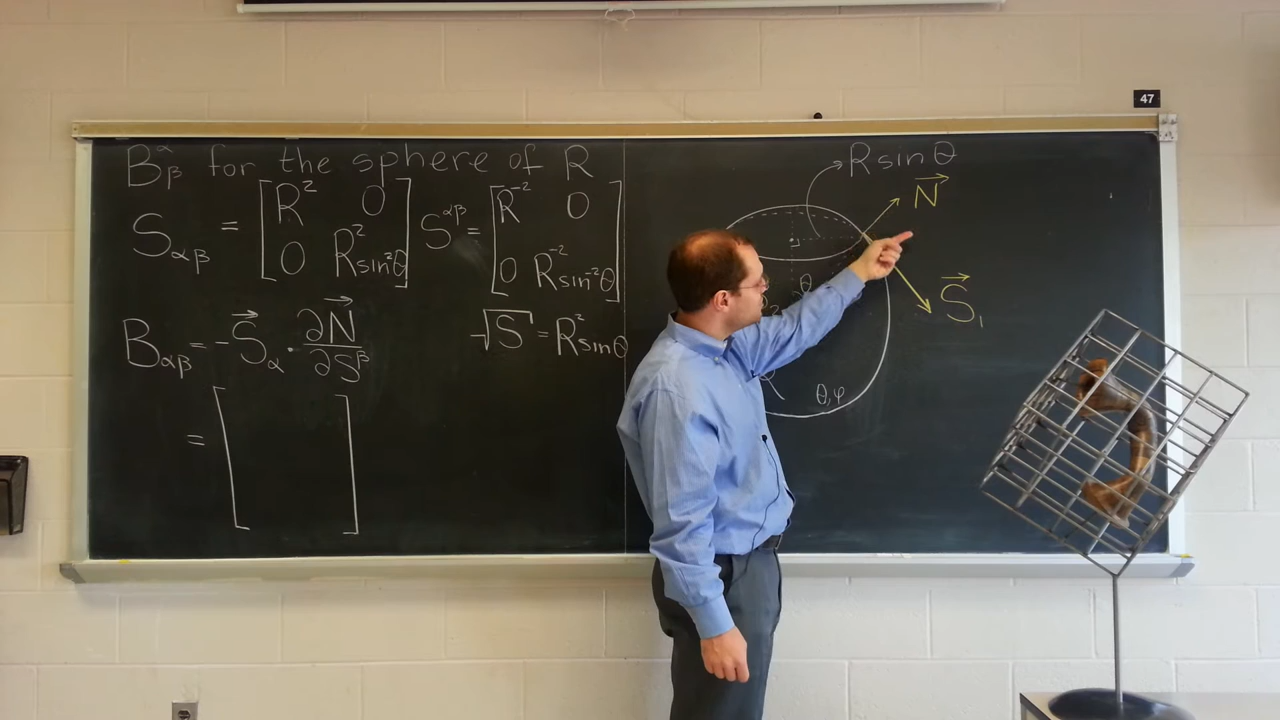 B^α_β for the sphere of R
S_αβ = [R² 0; 0 R²sin²θ] S^αβ = [R⁻² 0; 0 R⁻²sin⁻²θ]
B_αβ = -S⃗_α · ∂N⃗/∂S^β
√S = R²sinθ
= [ ]
R sin θ
N⃗
S⃗₁
θ
θ,φ
47